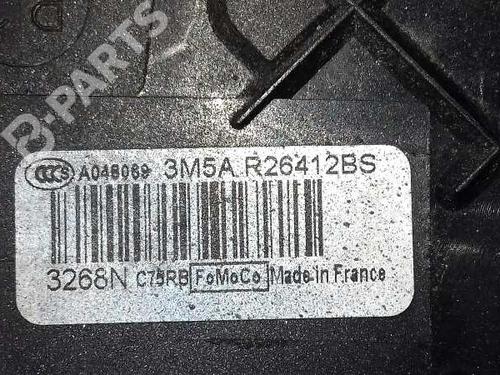 B-PARTS
CCC S A046069 3M5A R26412BS
3268N C75RB FoMoCo Made in France